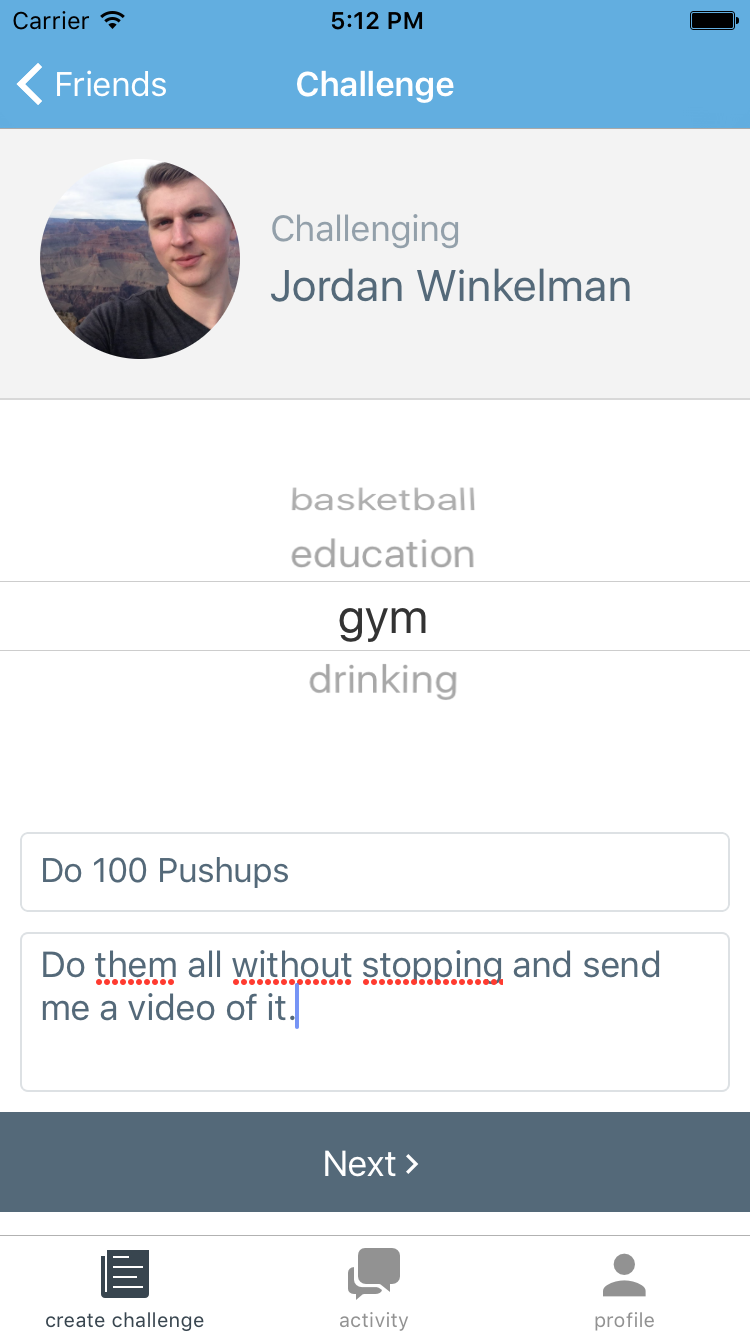 Carrier 5:12 PM
Friends Challenge
Challenging
Jordan Winkelman
basketball
education
gym
drinking
Do 100 Pushups
Do them all without stopping and send
me a video of it.
Next
create challenge activity profile